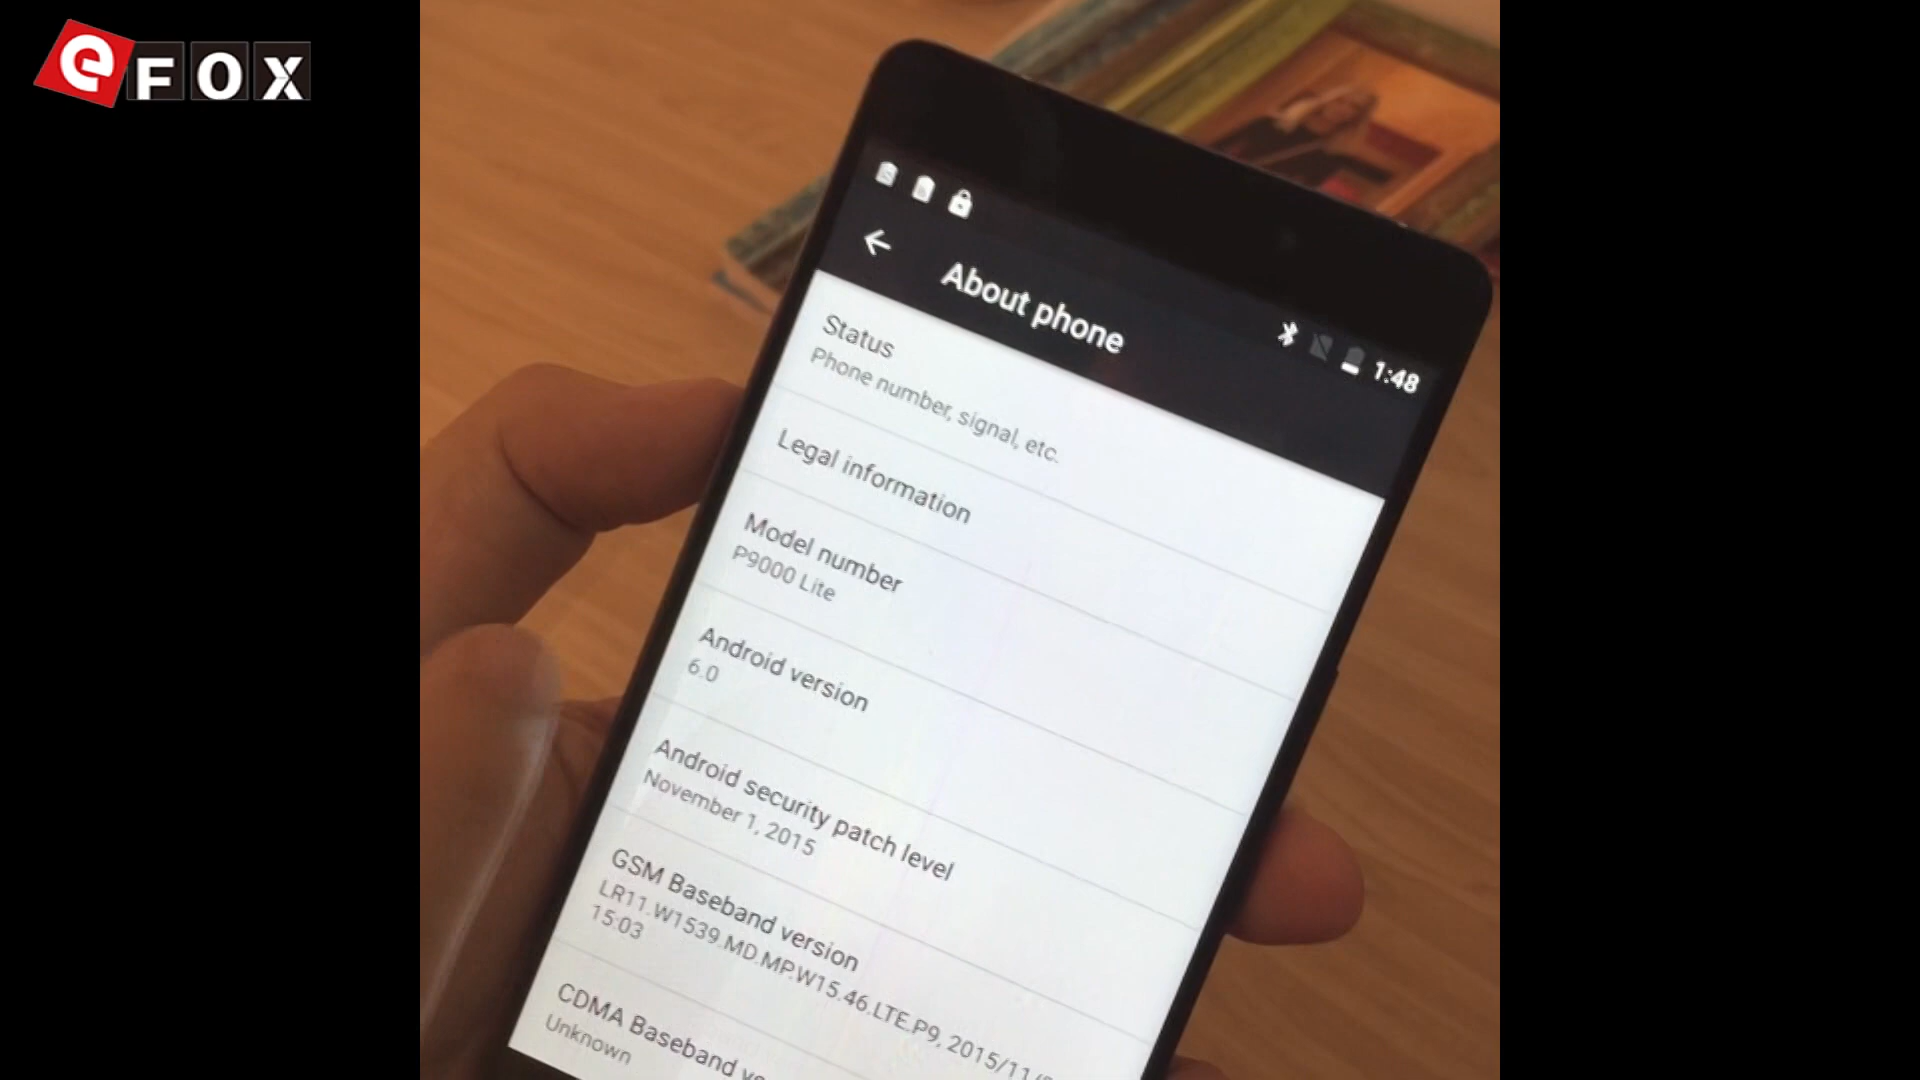 eFOX
1:48
About phone
Status
Phone number, signal, etc.
Legal information
Model number
P9000 Lite
Android version
6.0
Android security patch level
November 1, 2015
GSM Baseband version
LR11.W1539.MD.MP.W15.46.LTE.P9, 2015/11/
15:03
CDMA Baseband
Unknown